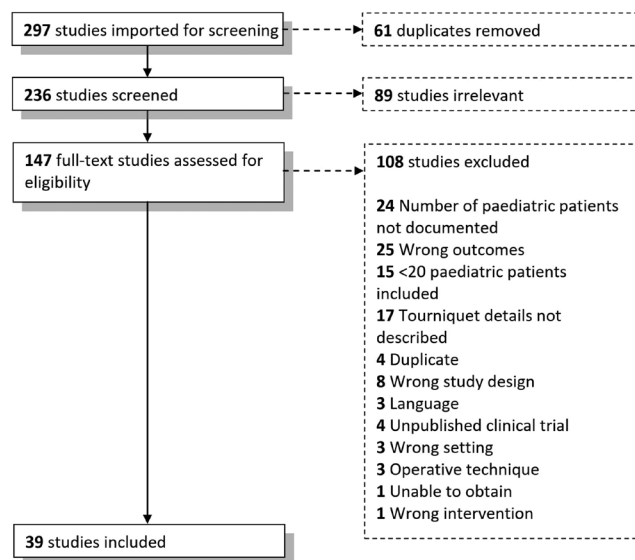 297 studies imported for screening
61 duplicates removed
236 studies screened
89 studies irrelevant
147 full-text studies assessed for
eligibility
108 studies excluded
24 Number of paediatric patients
not documented
25 Wrong outcomes
15 <20 paediatric patients
included
17 Tourniquet details not
described
4 Duplicate
8 Wrong study design
3 Language
4 Unpublished clinical trial
3 Wrong setting
3 Operative technique
1 Unable to obtain
1 Wrong intervention
39 studies included